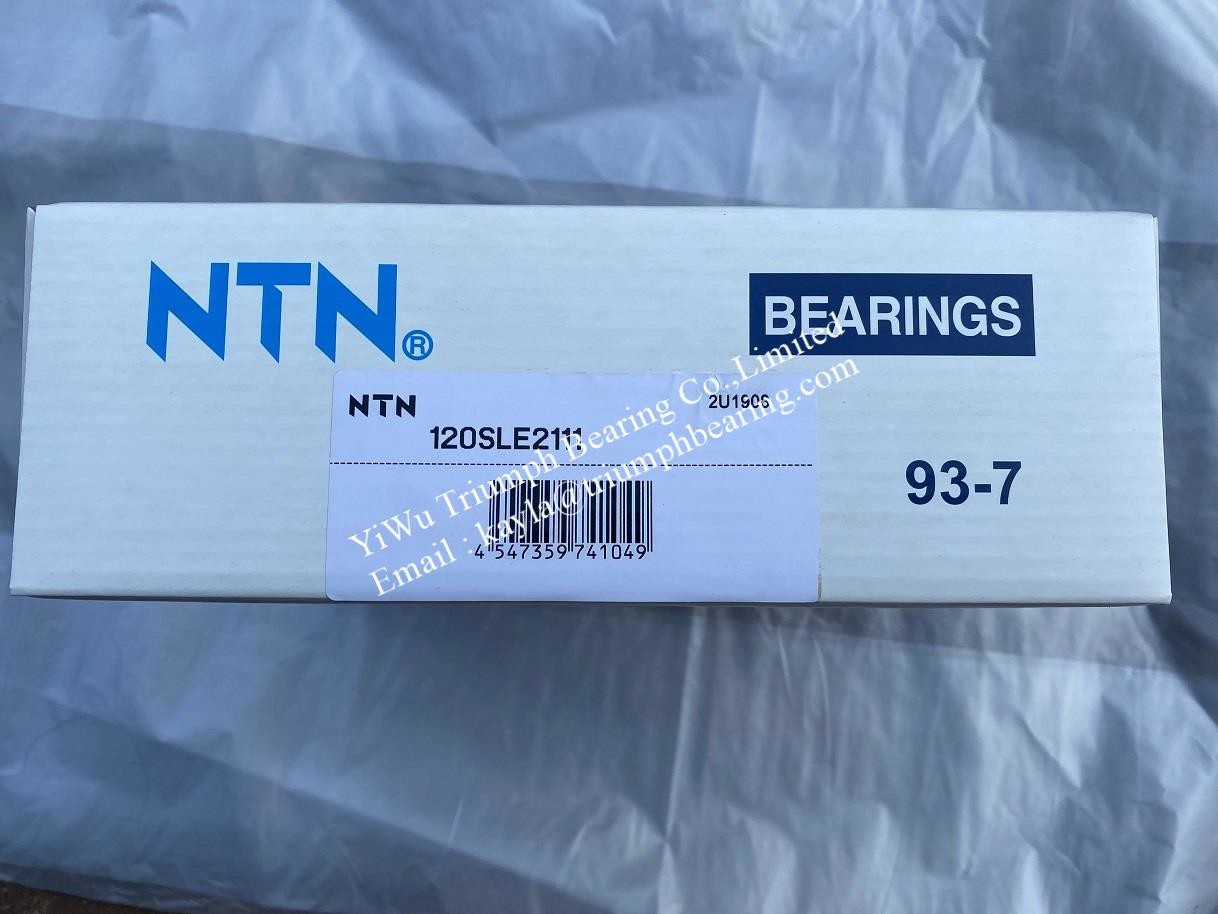 NTN®
BEARINGS
NTN
2U1906
120SLE2111
93-7
4 547359 741049
YiWu Triumph Bearing Co.,Limited
Email : kayla@triumphbearing.com